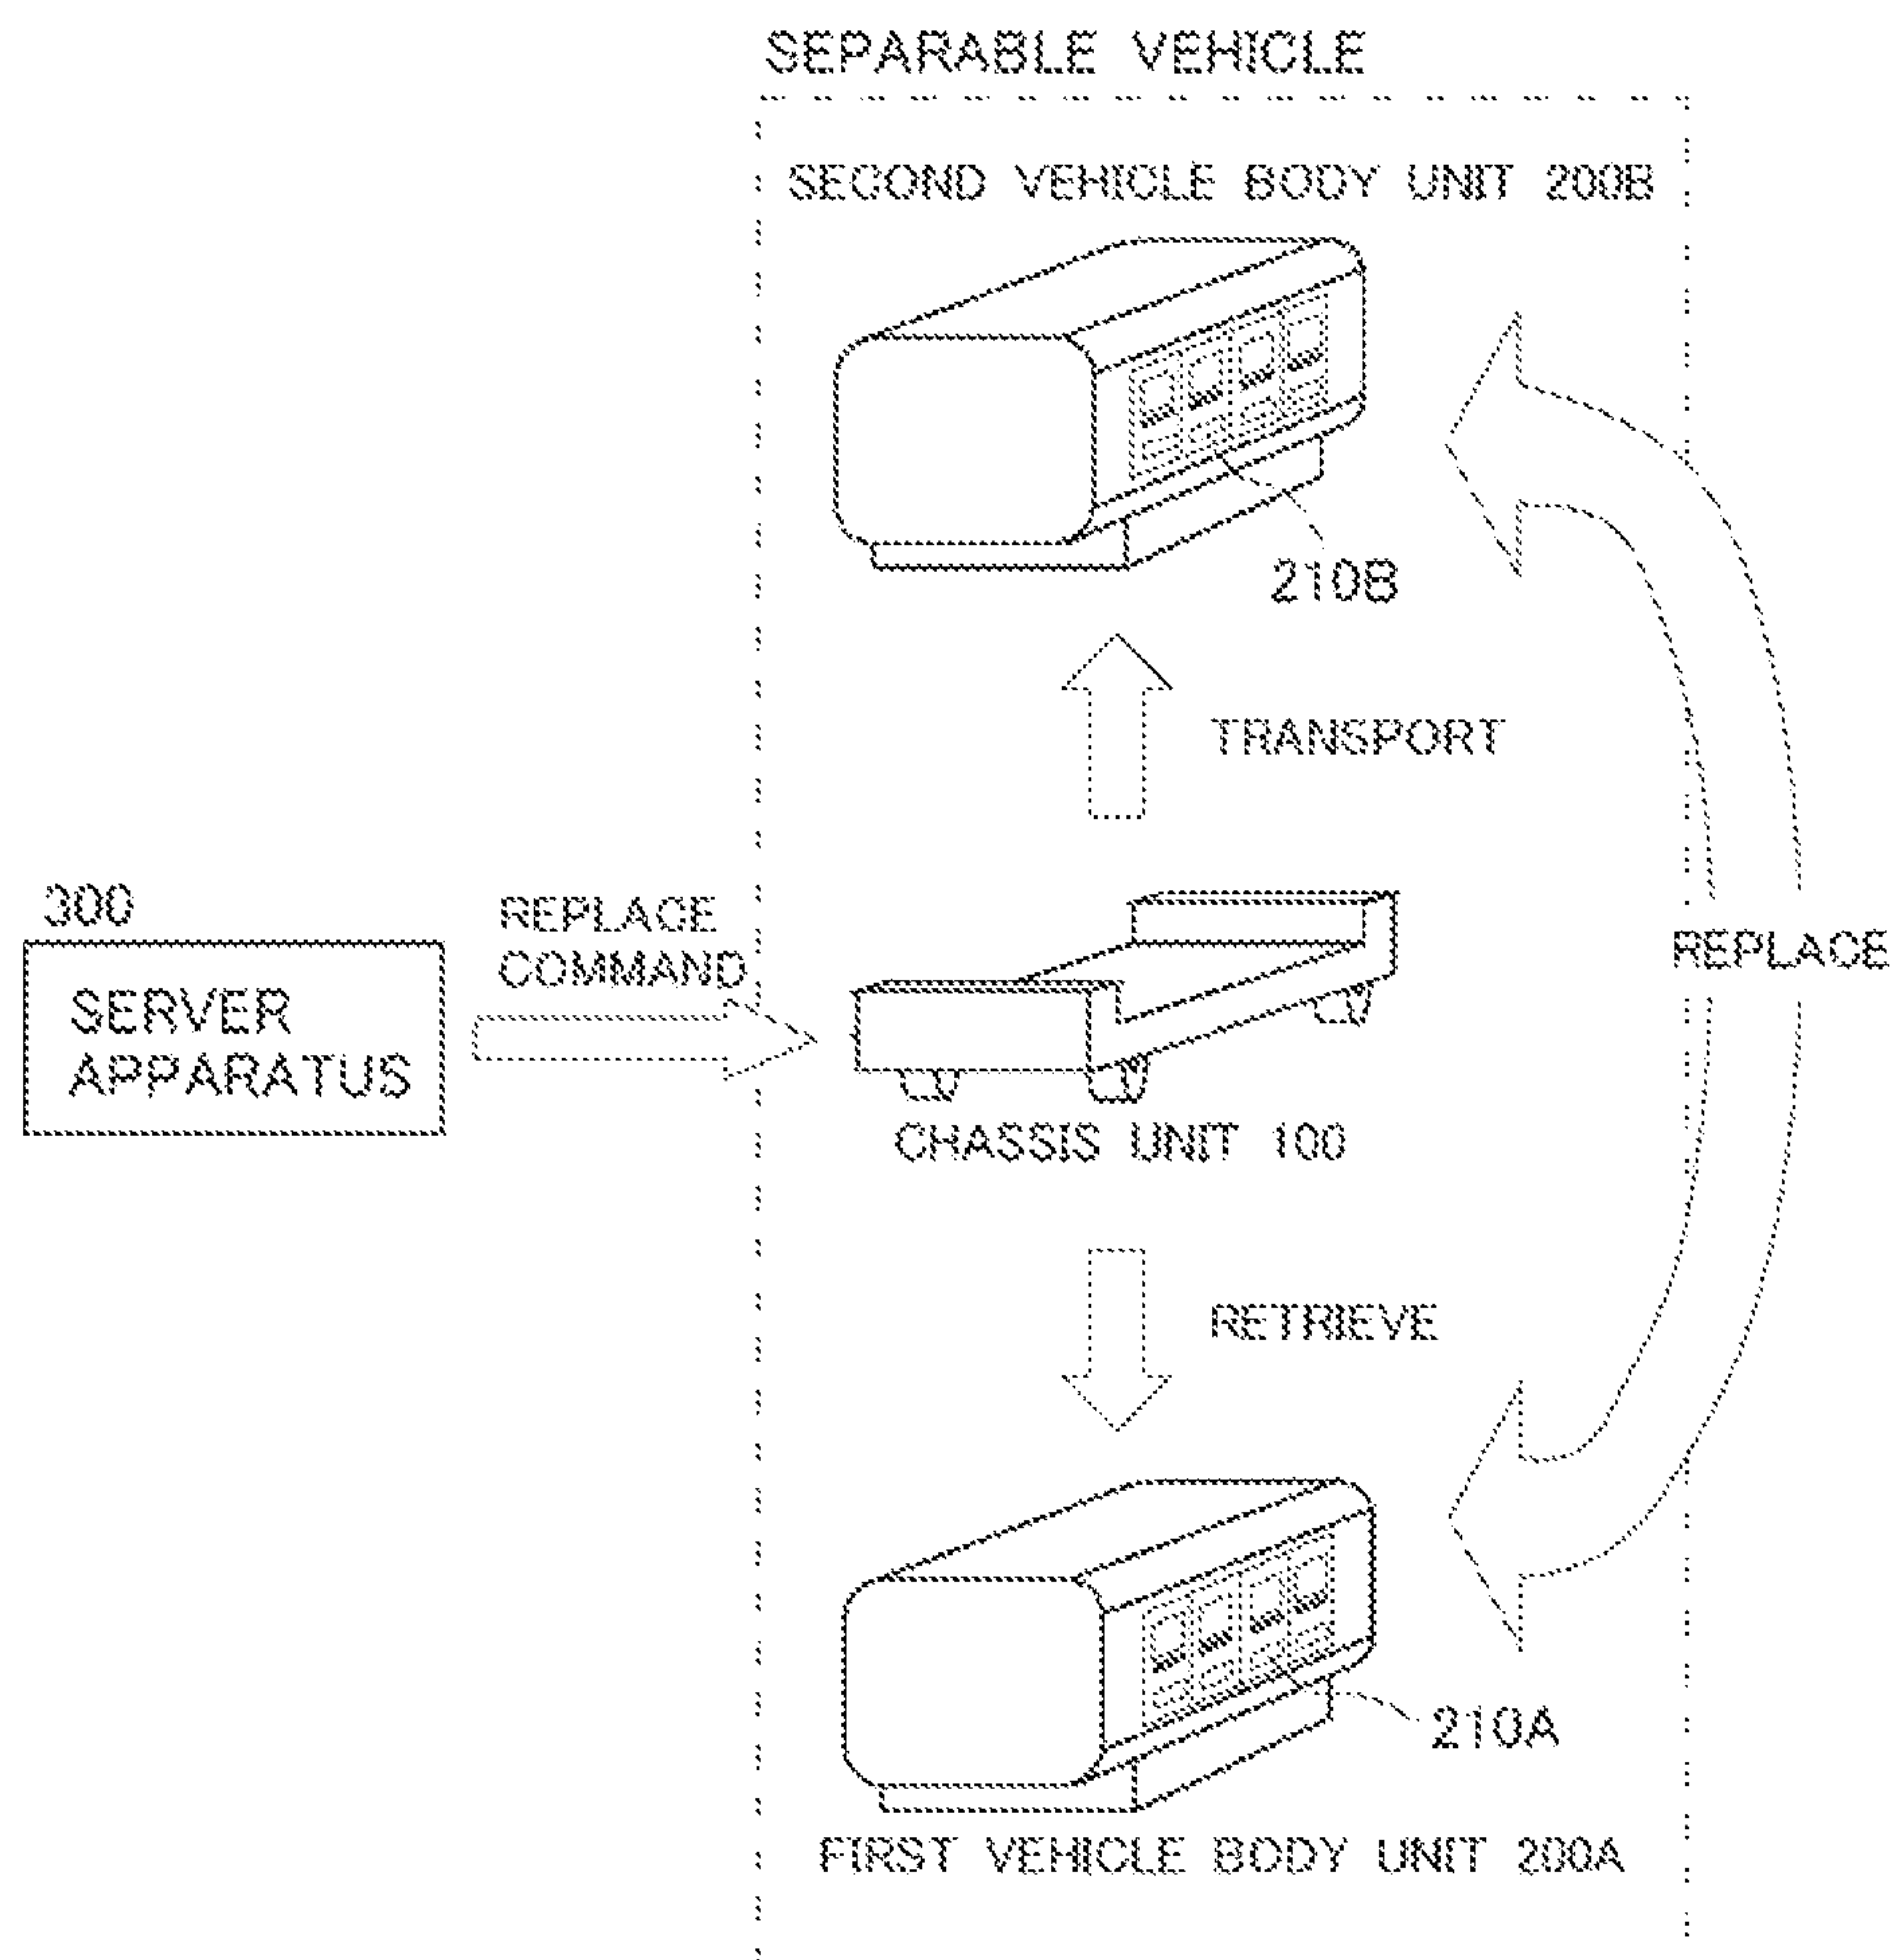 SEPARABLE VEHICLE
SECOND VEHICLE BODY UNIT 200B
210B
TRANSPORT
300
SERVER
APPARATUS
REPLACE
COMMAND
CHASSIS UNIT 100
REPLACE
RETRIEVE
210A
FIRST VEHICLE BODY UNIT 200A